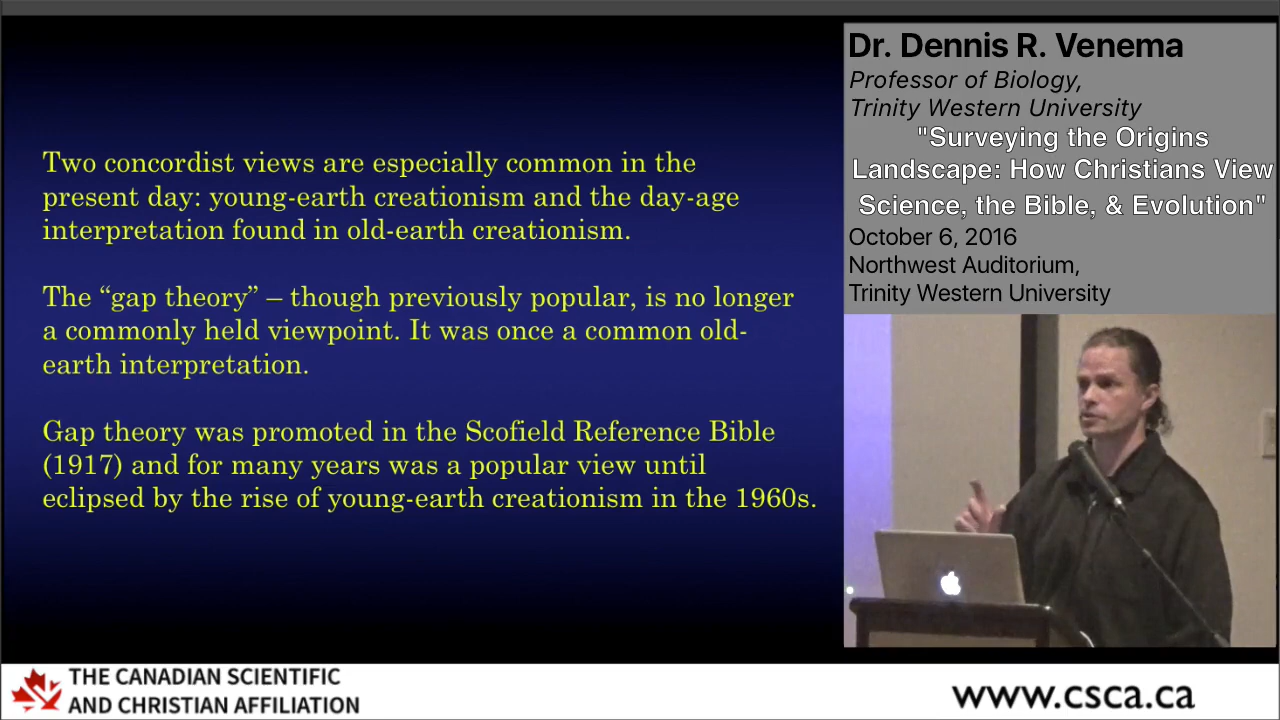 Two concordist views are especially common in the
present day: young-earth creationism and the day-age
interpretation found in old-earth creationism.
The “gap theory” – though previously popular, is no longer
a commonly held viewpoint. It was once a common old-
earth interpretation.
Gap theory was promoted in the Scofield Reference Bible
(1917) and for many years was a popular view until
eclipsed by the rise of young-earth creationism in the 1960s.
Dr. Dennis R. Venema
Professor of Biology,
Trinity Western University
"Surveying the Origins
Landscape: How Christians View
Science, the Bible, & Evolution"
October 6, 2016
Northwest Auditorium,
Trinity Western University
THE CANADIAN SCIENTIFIC
AND CHRISTIAN AFFILIATION
www.csca.ca